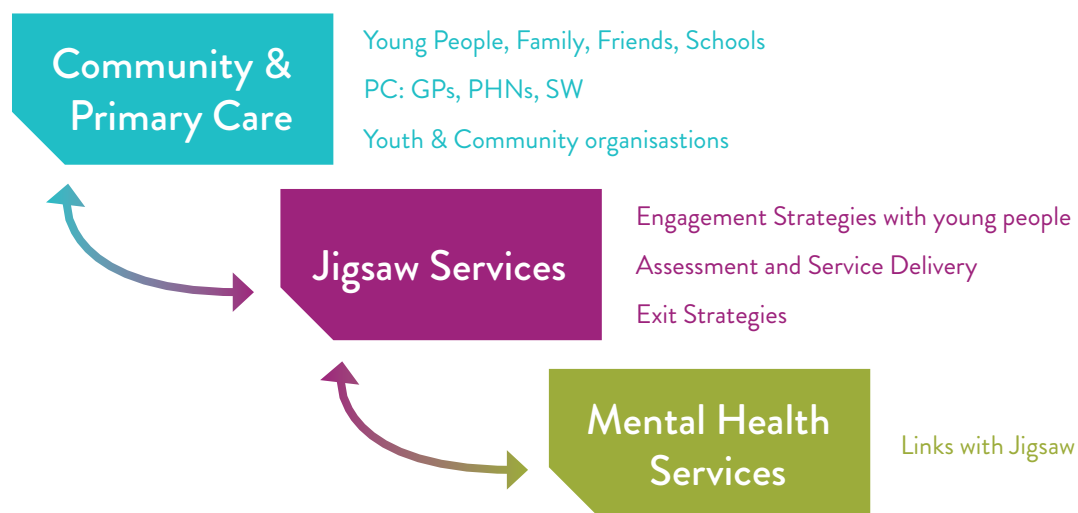 Community &
Primary Care
Young People, Family, Friends, Schools
PC: GPs, PHNs, SW
Youth & Community organisastions
Jigsaw Services
Engagement Strategies with young people
Assessment and Service Delivery
Exit Strategies
Mental Health
Services
Links with Jigsaw